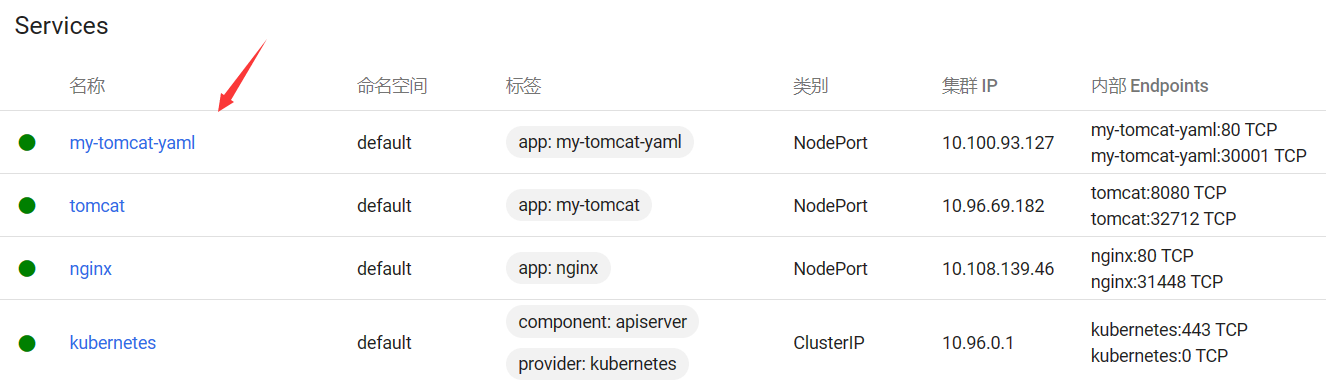 Services
名称 命名空间 标签 类别 集群 IP 内部 Endpoints
my-tomcat-yaml default app: my-tomcat-yaml NodePort 10.100.93.127 my-tomcat-yaml:80 TCP
my-tomcat-yaml:30001 TCP
tomcat default app: my-tomcat NodePort 10.96.69.182 tomcat:8080 TCP
tomcat:32712 TCP
nginx default app: nginx NodePort 10.108.139.46 nginx:80 TCP
nginx:31448 TCP
kubernetes default component: apiserver ClusterIP 10.96.0.1 kubernetes:443 TCP
provider: kubernetes kubernetes:0 TCP